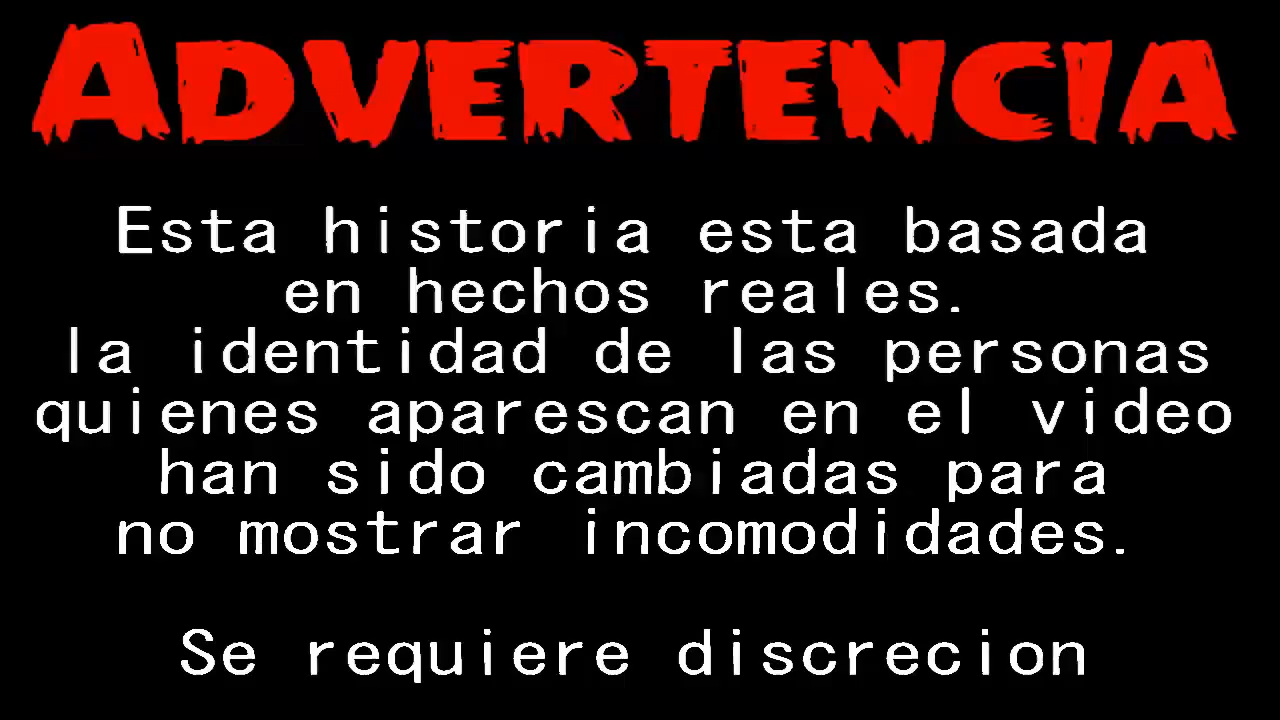 ADVERTENCIA
Esta historia esta basada
en hechos reales.
la identidad de las personas
quienes aparescan en el video
han sido cambiadas para
no mostrar incomodidades.
Se requiere discrecion